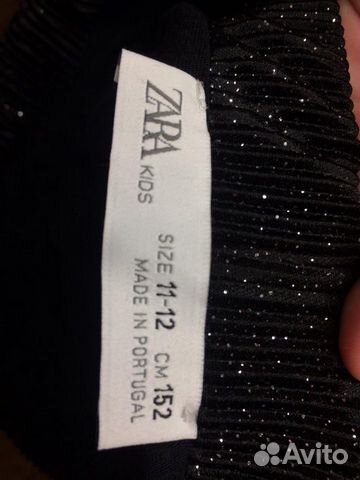 ZARA
KIDS
SIZE 11-12 CM 152
MADE IN PORTUGAL
Avito